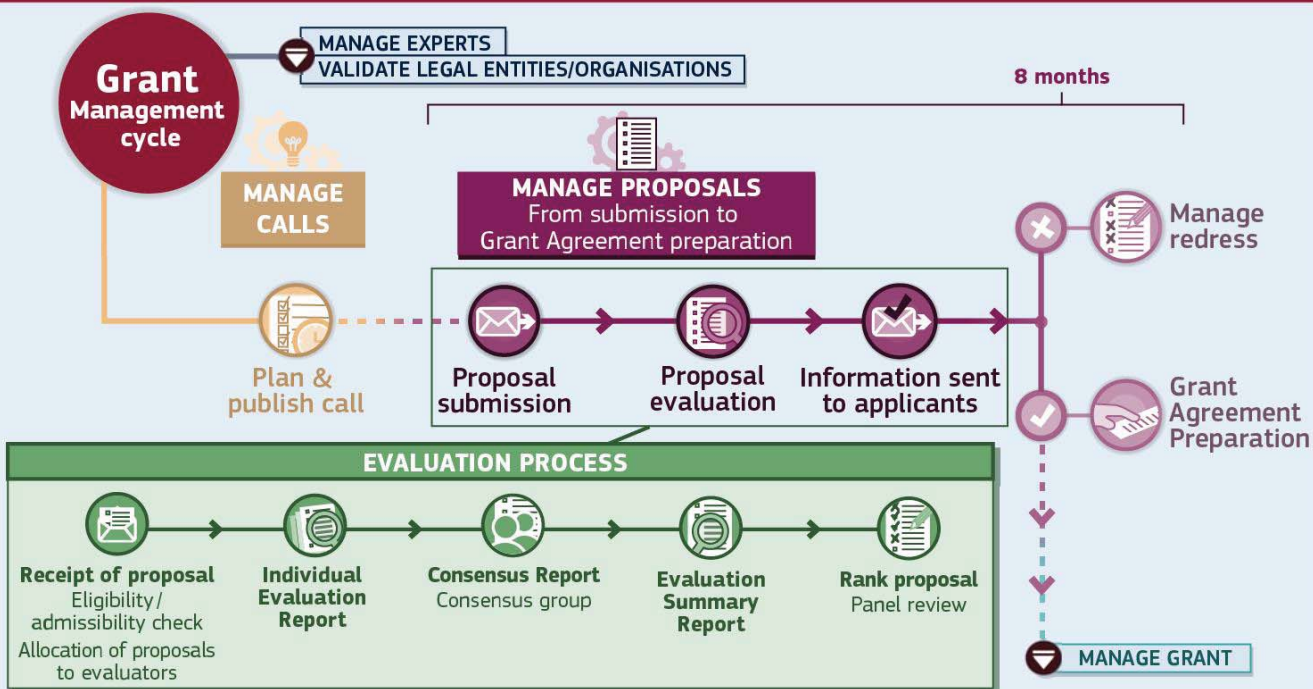 Grant
Management
cycle
MANAGE EXPERTS
VALIDATE LEGAL ENTITIES/ORGANISATIONS
8 months
MANAGE
CALLS
MANAGE PROPOSALS
From submission to
Grant Agreement preparation
Manage
redress
Plan &
publish call
Proposal
submission
Proposal
evaluation
Information sent
to applicants
Grant
Agreement
Preparation
EVALUATION PROCESS
Receipt of proposal
Eligibility/
admissibility check
Allocation of proposals
to evaluators
Individual
Evaluation
Report
Consensus Report
Consensus group
Evaluation
Summary
Report
Rank proposal
Panel review
MANAGE GRANT